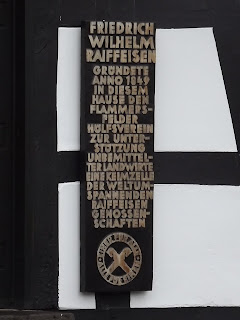 FRIEDRICH
WILHELM
RAIFFEISEN
GRÜNDETE
ANNO 1849
IN DIESEM
HAUSE DEN
FLAMMERS-
FELDER
HÜLFSVEREIN
ZUR UNTER-
STÖTZUNG
UNBEMITTEL-
TER LANDWIRTE
EINE KEIMZELLE
DER WELTUM-
SPANNENDEN
RAIFFEISEN
GENOSSEN-
SCHAFTEN